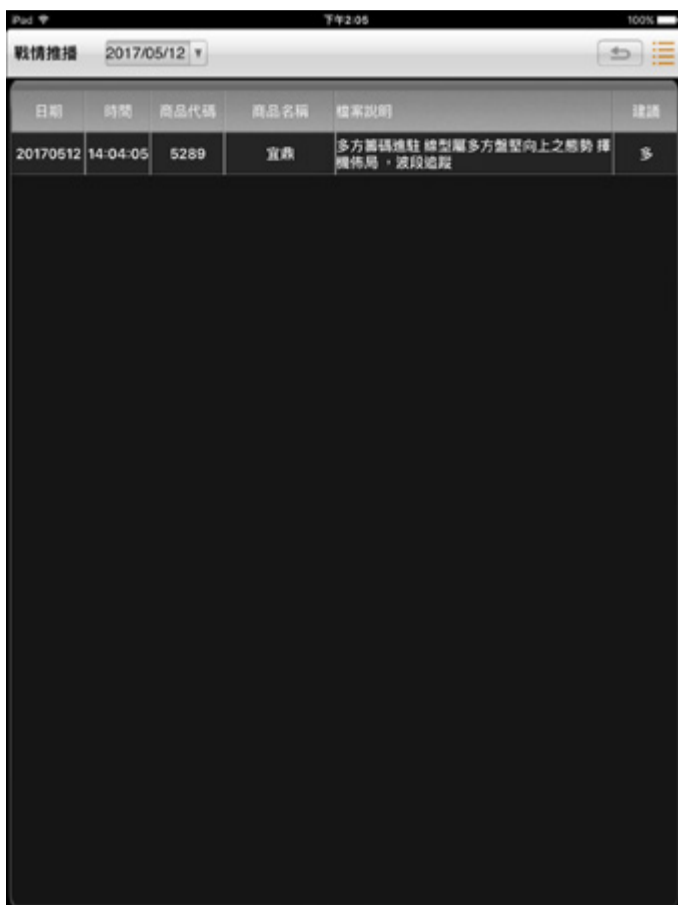 iPad 下午2:05 100%
戰情推播 2017/05/12
日期 時間 商品代碼 商品名稱 檔案說明 建議
20170512 14:04:05 5289 宜鼎 多方籌碼進駐 線型屬多方盤堅向上之態勢 擇
機佈局 ，波段追蹤 多